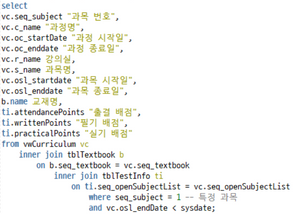 select
vc.seq_subject "과목 번호",
vc.c_name "과정명",
vc.oc_startDate "과정 시작일",
vc.oc_enddate "과정 종료일",
vc.r_name 강의실,
vc.s_name 과목명,
vc.osl_startdate "과목 시작일",
vc.osl_enddate "과목 종료일",
b.name 교재명,
ti.attendancePoints "출결 배점",
ti.writtenPoints "필기 배점",
ti.practicalPoints "실기 배점"
from vwCurriculum vc
inner join tblTextbook b
on b.seq_textbook = vc.seq_textbook
inner join tblTestInfo ti
on ti.seq_openSubjectList = vc.seq_openSubjectList
where seq_subject = 1 -- 특정 과목
and vc.osl_endDate < sysdate;